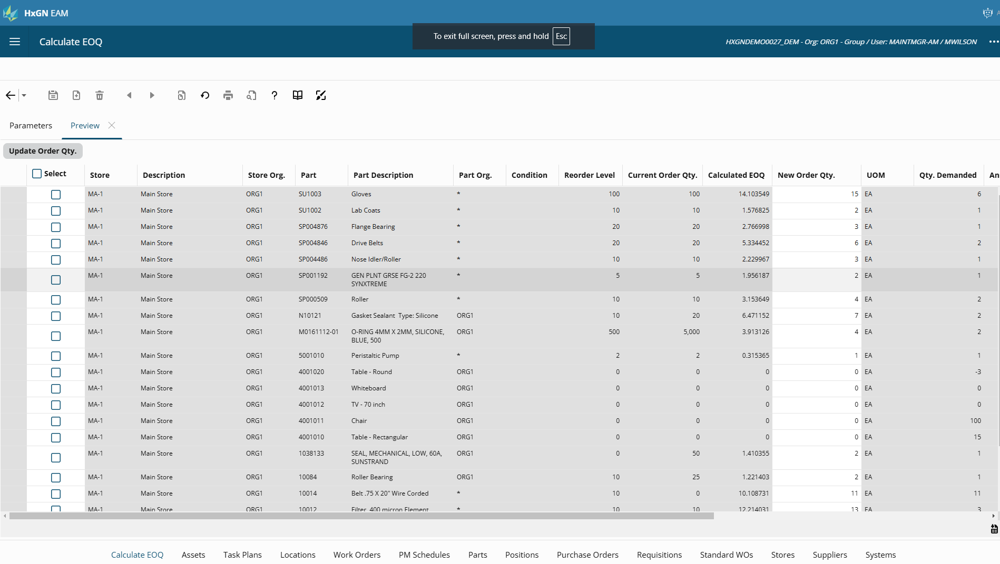 HxGN EAM
To exit full screen, press and hold Esc
Calculate EOQ
HXGNDEMO0027_DEM - Org: ORG1 - Group / User: MAINTMGR-AM / MWILSON
Parameters Preview
Update Order Qty.
Select Store Description Store Org. Part Part Description Part Org. Condition Reorder Level Current Order Qty. Calculated EOQ New Order Qty. UOM Qty. Demanded
MA-1 Main Store ORG1 SU1003 Gloves * 100 100 14.103549 15 EA 6
MA-1 Main Store ORG1 SU1002 Lab Coats * 10 10 1.576825 2 EA 1
MA-1 Main Store ORG1 SP004876 Flange Bearing * 20 20 2.766998 3 EA 1
MA-1 Main Store ORG1 SP004846 Drive Belts * 20 20 5.334452 6 EA 2
MA-1 Main Store ORG1 SP004486 Nose Idler/Roller * 10 10 2.229967 3 EA 1
MA-1 Main Store ORG1 SP001192 GEN PLNT GRSE FG-2 220 * 5 5 1.956187 2 EA 1
SYNXTREME
MA-1 Main Store ORG1 SP000509 Roller * 10 10 3.153649 4 EA 2
MA-1 Main Store ORG1 N10121 Gasket Sealant Type: Silicone ORG1 10 20 6.471152 7 EA 2
MA-1 Main Store ORG1 M0161112-01 O-RING 4MM X 2MM, SILICONE, ORG1 500 5,000 3.913126 4 EA 2
BLUE, 500
MA-1 Main Store ORG1 5001010 Peristaltic Pump * 2 2 0.315365 1 EA 1
MA-1 Main Store ORG1 4001020 Table - Round ORG1 0 0 0 0 EA -3
MA-1 Main Store ORG1 4001013 Whiteboard ORG1 0 0 0 0 EA 0
MA-1 Main Store ORG1 4001012 TV - 70 inch ORG1 0 0 0 0 EA 0
MA-1 Main Store ORG1 4001011 Chair ORG1 0 0 0 0 EA 100
MA-1 Main Store ORG1 4001010 Table - Rectangular ORG1 0 0 0 0 EA 15
MA-1 Main Store ORG1 1038133 SEAL, MECHANICAL, LOW, 60A, ORG1 0 50 1.410355 2 EA 1
SUNSTRAND
MA-1 Main Store ORG1 10084 Roller Bearing ORG1 10 25 1.221403 2 EA 1
MA-1 Main Store ORG1 10014 Belt .75 X 20" Wire Corded * 10 0 10.108731 11 EA 11
MA-1 Main Store ORG1 10012 Filter, 400 micron Element * 10 10 12.214031 13 EA 3
Calculate EOQ Assets Task Plans Locations Work Orders PM Schedules Parts Positions Purchase Orders Requisitions Standard WOs Stores Suppliers Systems